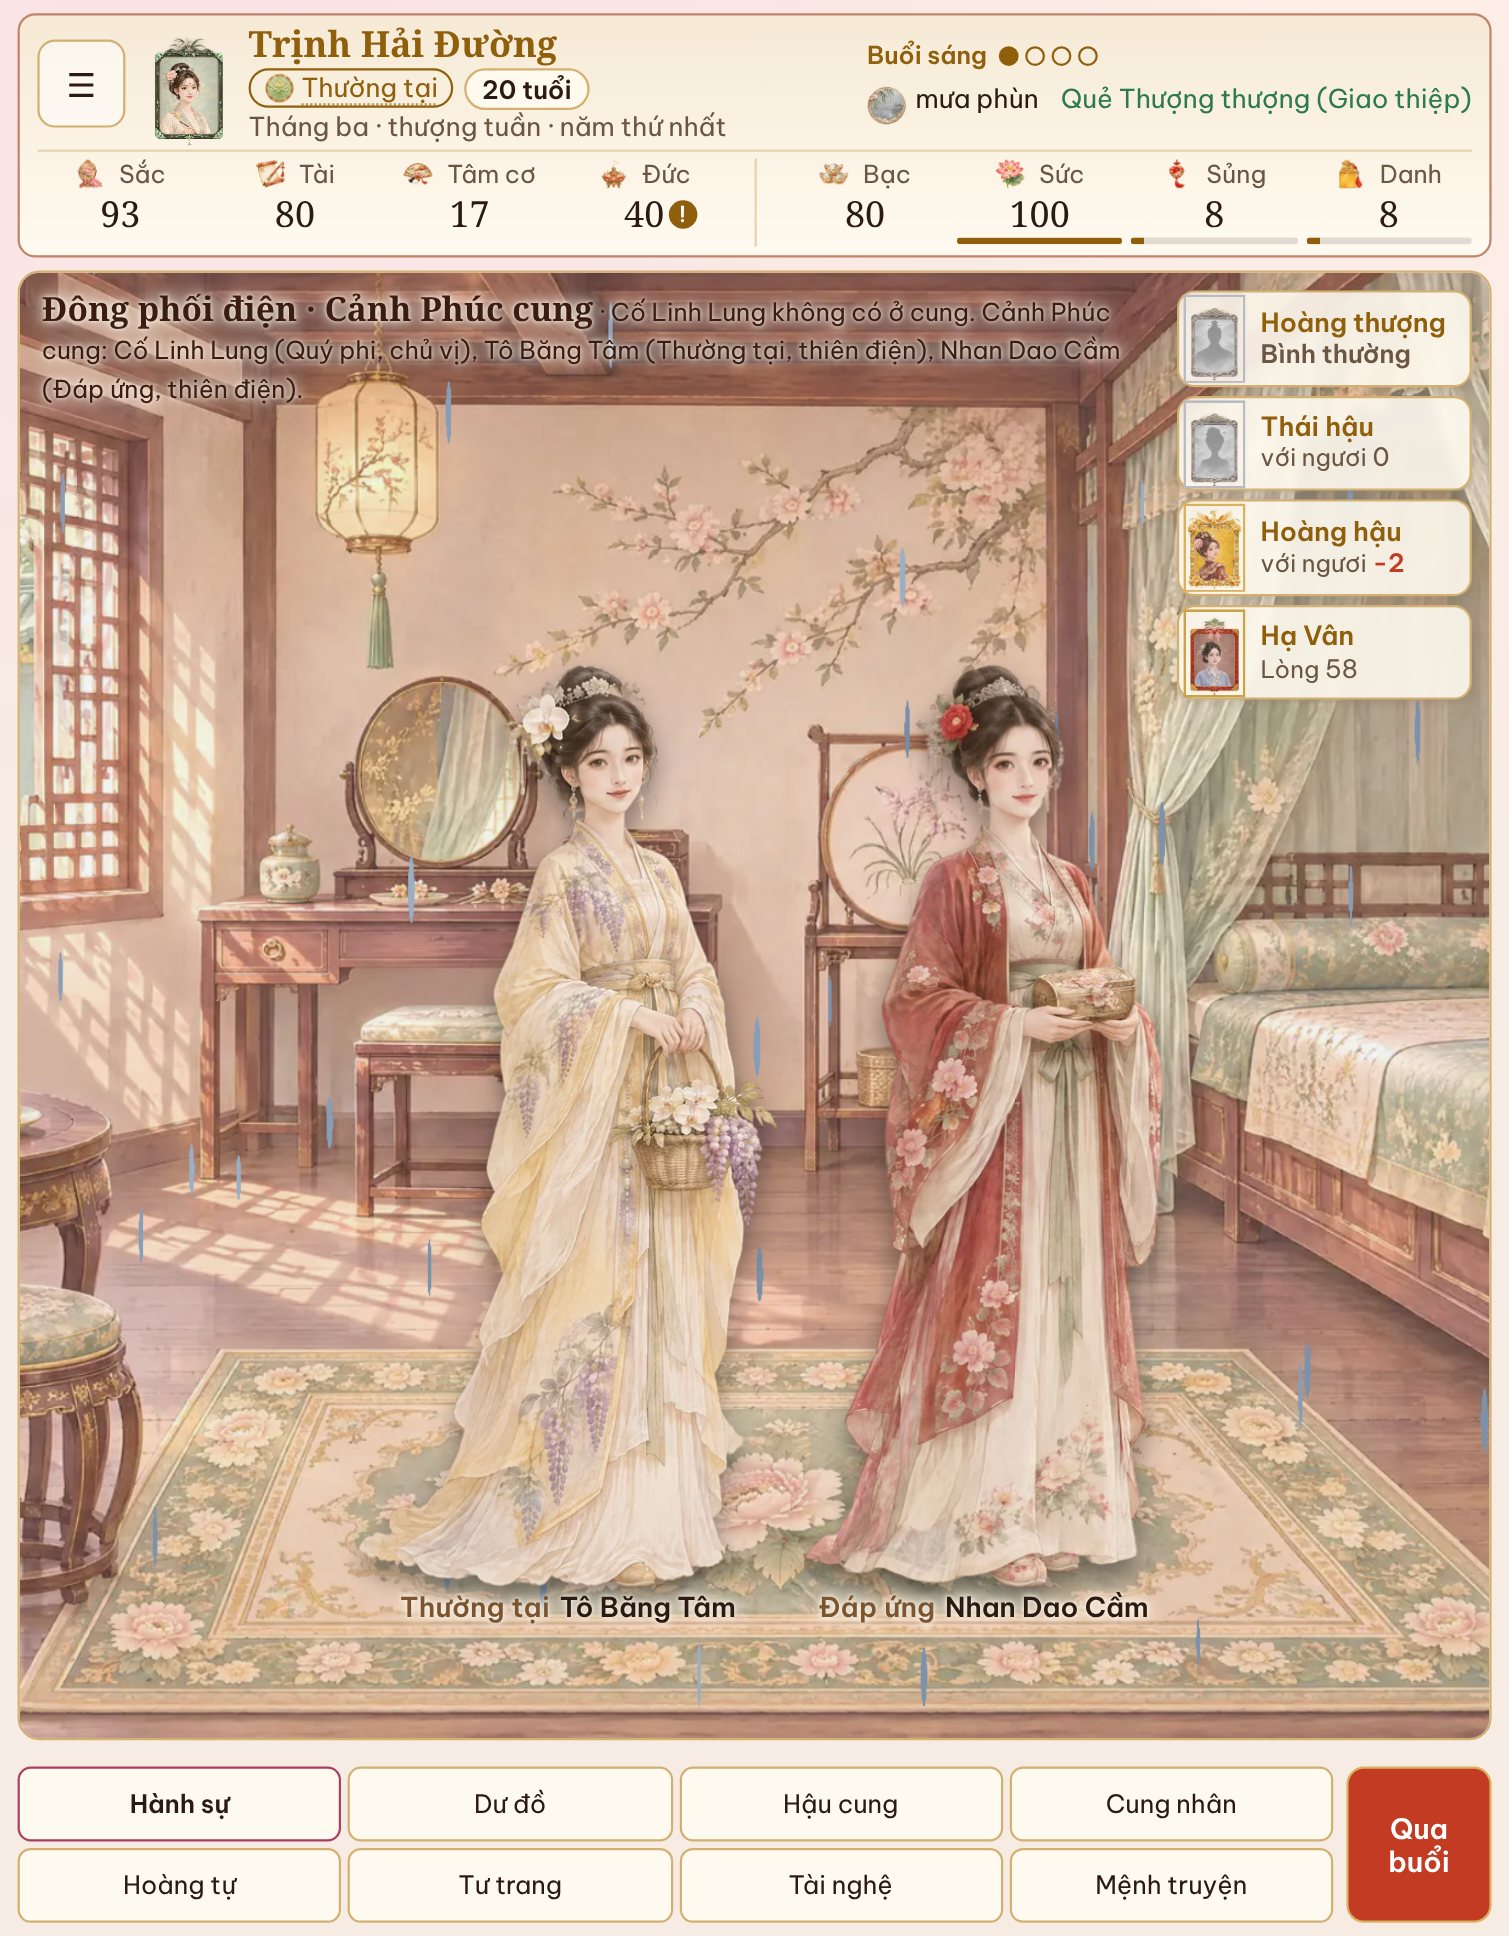 ☰
Trịnh Hải Đường
Thường tại 20 tuổi
Tháng ba · thượng tuần · năm thứ nhất
Buổi sáng
mưa phùn Quẻ Thượng thượng (Giao thiệp)
Sắc Tài Tâm cơ Đức Bạc Sức Sủng Danh
93 80 17 40 ! 80 100 8 8
Đông phối điện · Cảnh Phúc cung · Cố Linh Lung không có ở cung. Cảnh Phúc
cung: Cố Linh Lung (Quý phi, chủ vị), Tô Băng Tâm (Thường tại, thiên điện), Nhan Dao Cầm
(Đáp ứng, thiên điện).
Hoàng thượng
Bình thường
Thái hậu
với ngươi 0
Hoàng hậu
với ngươi -2
Hạ Vân
Lòng 58
Thường tại Tô Băng Tâm
Đáp ứng Nhan Dao Cầm
Hành sự Dư đồ Hậu cung Cung nhân
Hoàng tự Tư trang Tài nghệ Mệnh truyện
Qua
buổi